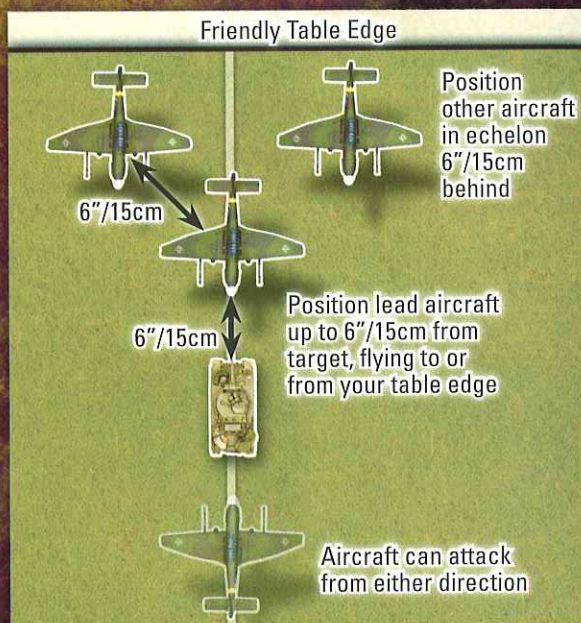 Friendly Table Edge
Position
other aircraft
in echelon
6"/15cm
behind
6"/15cm
Position lead aircraft
up to 6"/15cm from
target, flying to or
from your table edge
6"/15cm
Aircraft can attack
from either direction